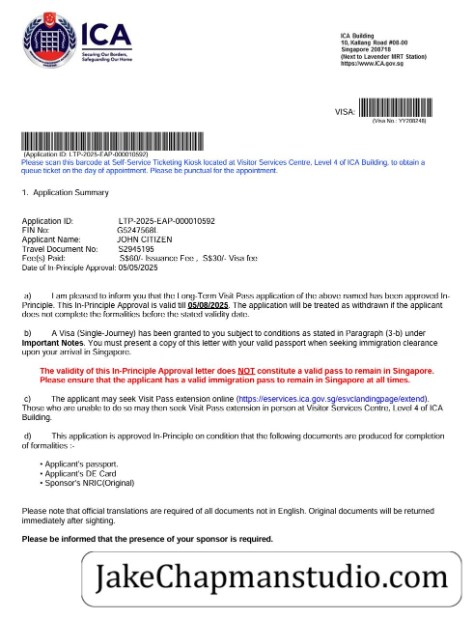 ICA
Securing Our Borders,
Safeguarding Our Home
ICA Building
10, Kallang Road #08-00
Singapore 208718
(Next to Lavender MRT Station)
https://www.ICA.gov.sg
VISA:
(Visa No.: YY208248)
(Application ID: LTP-2025-EAP-000010592)
Please scan this barcode at Self-Service Ticketing Kiosk located at Visitor Services Centre, Level 4 of ICA Building, to obtain a
queue ticket on the day of appointment. Please be punctual for the appointment.
1. Application Summary
Application ID: LTP-2025-EAP-000010592
FIN No: G5247568L
Applicant Name: JOHN CITIZEN
Travel Document No: S2945195
Fee(s) Paid: S$60/- Issuance Fee , S$30/- Visa fee
Date of In-Principle Approval: 05/05/2025
a) I am pleased to inform you that the Long-Term Visit Pass application of the above named has been approved In-
Principle. This In-Principle Approval is valid till 05/08/2025. The application will be treated as withdrawn if the applicant
does not complete the formalities before the stated validity date.
b) A Visa (Single-Journey) has been granted to you subject to conditions as stated in Paragraph (3-b) under
Important Notes. You must present a copy of this letter with your valid passport when seeking immigration clearance
upon your arrival in Singapore.
The validity of this In-Principle Approval letter does NOT constitute a valid pass to remain in Singapore.
Please ensure that the applicant has a valid immigration pass to remain in Singapore at all times.
c) The applicant may seek Visit Pass extension online (https://eservices.ica.gov.sg/esvclandingpage/extend).
Those who are unable to do so may then seek Visit Pass extension in person at Visitor Services Centre, Level 4 of ICA
Building.
d) This application is approved In-Principle on condition that the following documents are produced for completion
of formalities :-
• Applicant's passport.
• Applicant's DE Card
• Sponsor's NRIC(Original)
Please note that official translations are required of all documents not in English. Original documents will be returned
immediately after sighting.
Please be informed that the presence of your sponsor is required.
JakeChapmanstudio.com